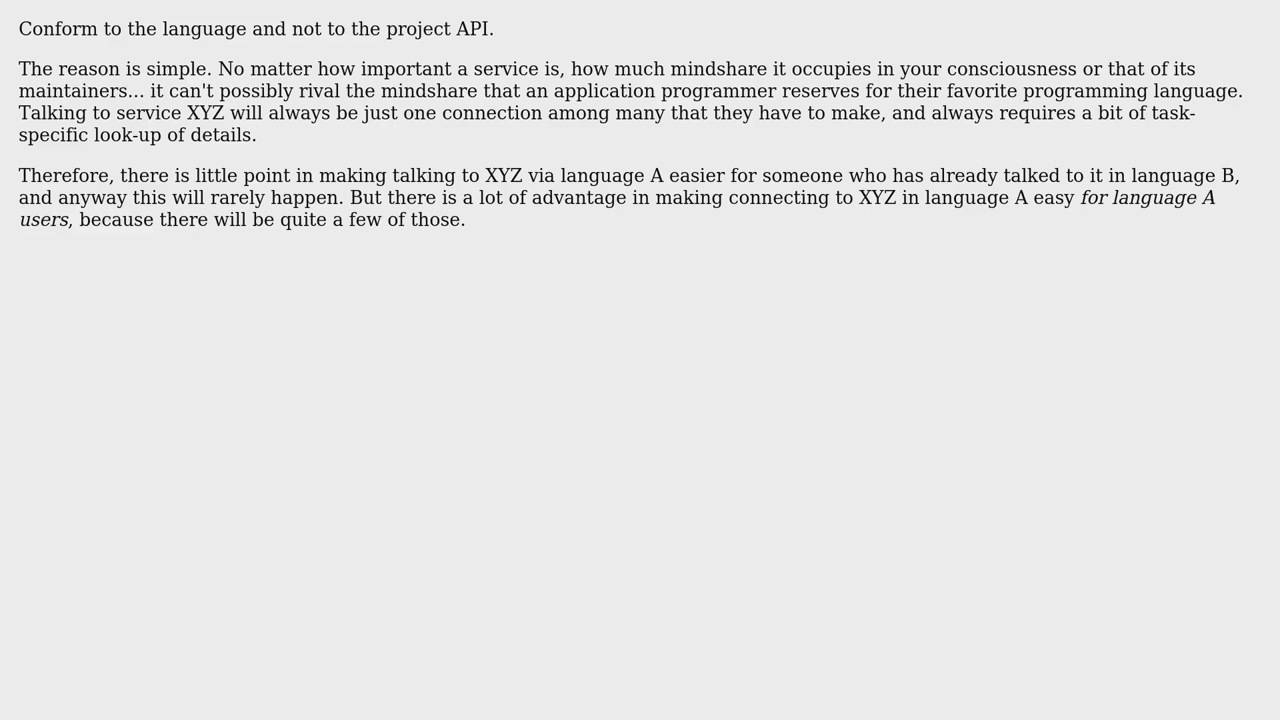 Conform to the language and not to the project API.
The reason is simple. No matter how important a service is, how much mindshare it occupies in your consciousness or that of its
maintainers... it can't possibly rival the mindshare that an application programmer reserves for their favorite programming language.
Talking to service XYZ will always be just one connection among many that they have to make, and always requires a bit of task-
specific look-up of details.
Therefore, there is little point in making talking to XYZ via language A easier for someone who has already talked to it in language B,
and anyway this will rarely happen. But there is a lot of advantage in making connecting to XYZ in language A easy for language A
users, because there will be quite a few of those.